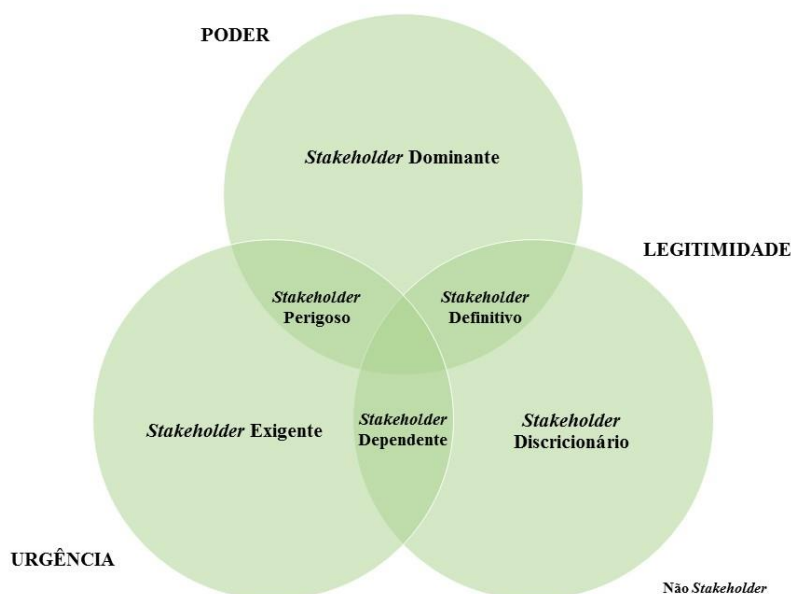 PODER
Stakeholder Dominante
LEGITIMIDADE
Stakeholder
Perigoso
Stakeholder
Definitivo
Stakeholder Exigente
Stakeholder
Dependente
Stakeholder
Discricionário
URGÊNCIA
Não Stakeholder